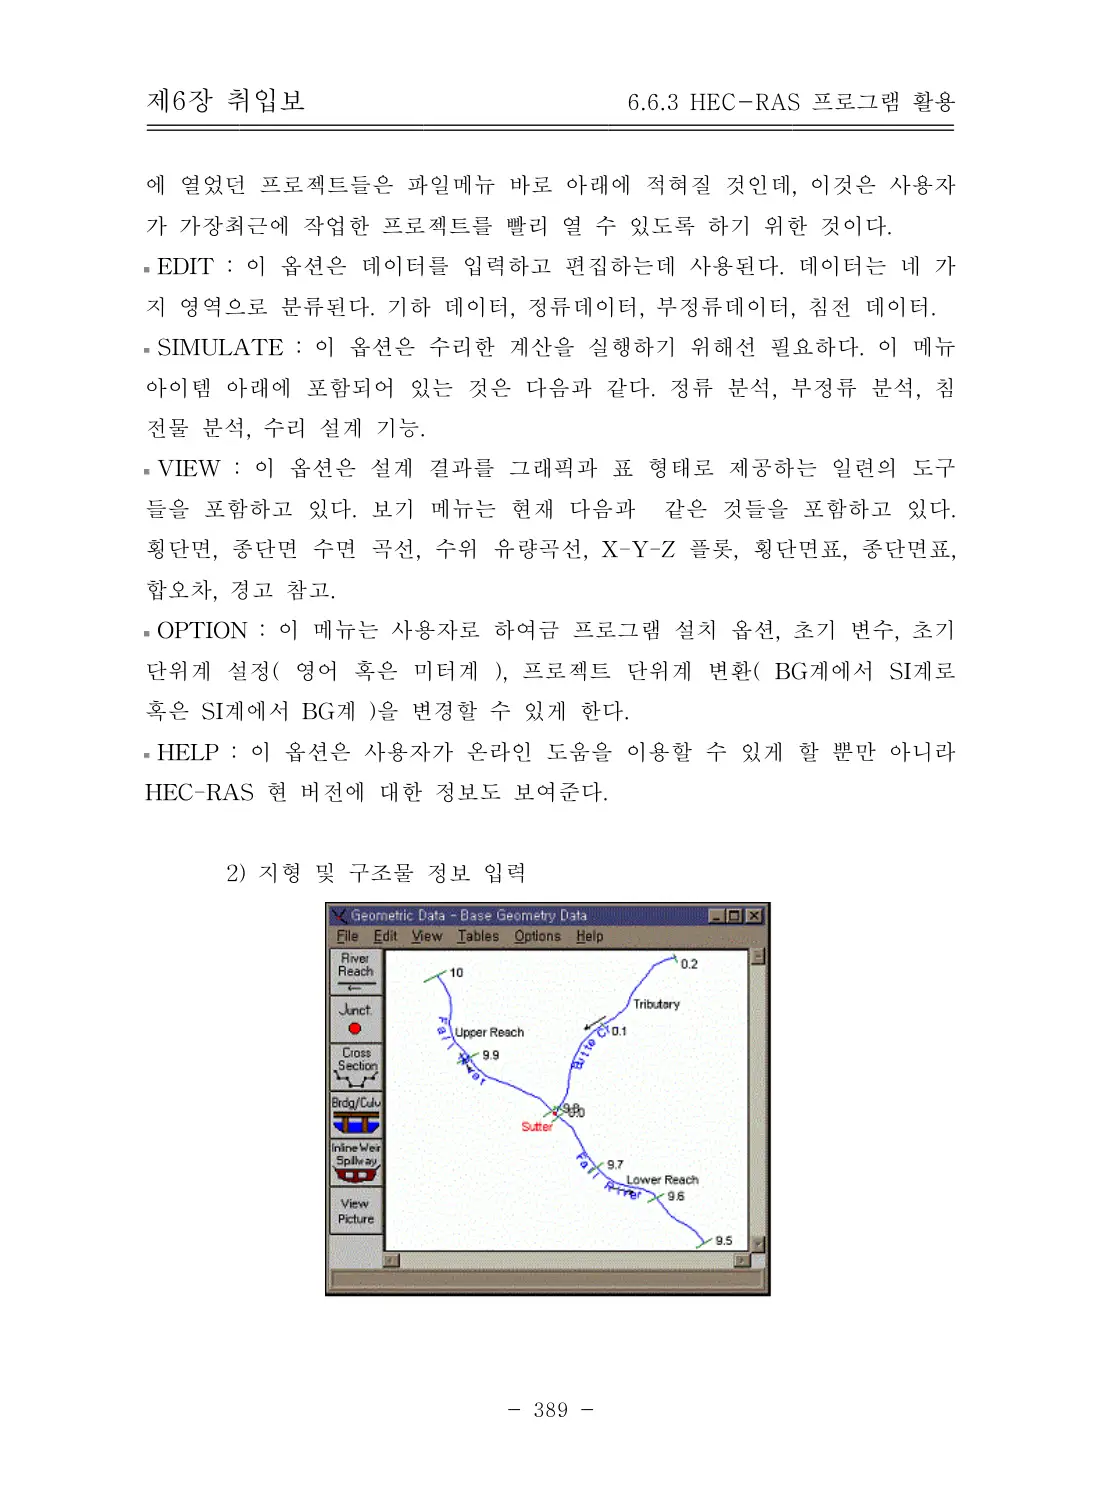 제6장 취입보
6.6.3 HEC-RAS 프로그램 활용
에 열었던 프로젝트들은 파일메뉴 바로 아래에 적혀질 것인데, 이것은 사용자
가 가장최근에 작업한 프로젝트를 빨리 열 수 있도록 하기 위한 것이다.
▪EDIT : 이 옵션은 데이터를 입력하고 편집하는데 사용된다. 데이터는 네 가
지 영역으로 분류된다. 기하 데이터, 정류데이터, 부정류데이터, 침전 데이터.
▪SIMULATE : 이 옵션은 수리한 계산을 실행하기 위해선 필요하다. 이 메뉴
아이템 아래에 포함되어 있는 것은 다음과 같다. 정류 분석, 부정류 분석, 침
전물 분석, 수리 설계 기능.
▪VIEW : 이 옵션은 설계 결과를 그래픽과 표 형태로 제공하는 일련의 도구
들을 포함하고 있다. 보기 메뉴는 현재 다음과 같은 것들을 포함하고 있다.
횡단면, 종단면 수면 곡선, 수위 유량곡선, X-Y-Z 플롯, 횡단면표, 종단면표,
합오차, 경고 참고.
▪OPTION : 이 메뉴는 사용자로 하여금 프로그램 설치 옵션, 초기 변수, 초기
단위계 설정( 영어 혹은 미터계 ), 프로젝트 단위계 변환( BG계에서 SI계로
혹은 SI계에서 BG계 )을 변경할 수 있게 한다.
▪HELP : 이 옵션은 사용자가 온라인 도움을 이용할 수 있게 할 뿐만 아니라
HEC-RAS 현 버전에 대한 정보도 보여준다.
2) 지형 및 구조물 정보 입력
Geometric Data - Base Geometry Data
File Edit View Tables Options Help
River
Reach
Junct.
Cross
Section
Brdg/Culv
Inline Weir
Spillway
View
Picture
10
0.2
Tributary
Upper Reach
Fall River
9.9
Butte Cr.
0.1
9.8
0.0
Sutter
9.7
Fall River
Lower Reach
9.6
9.5
- 389 -